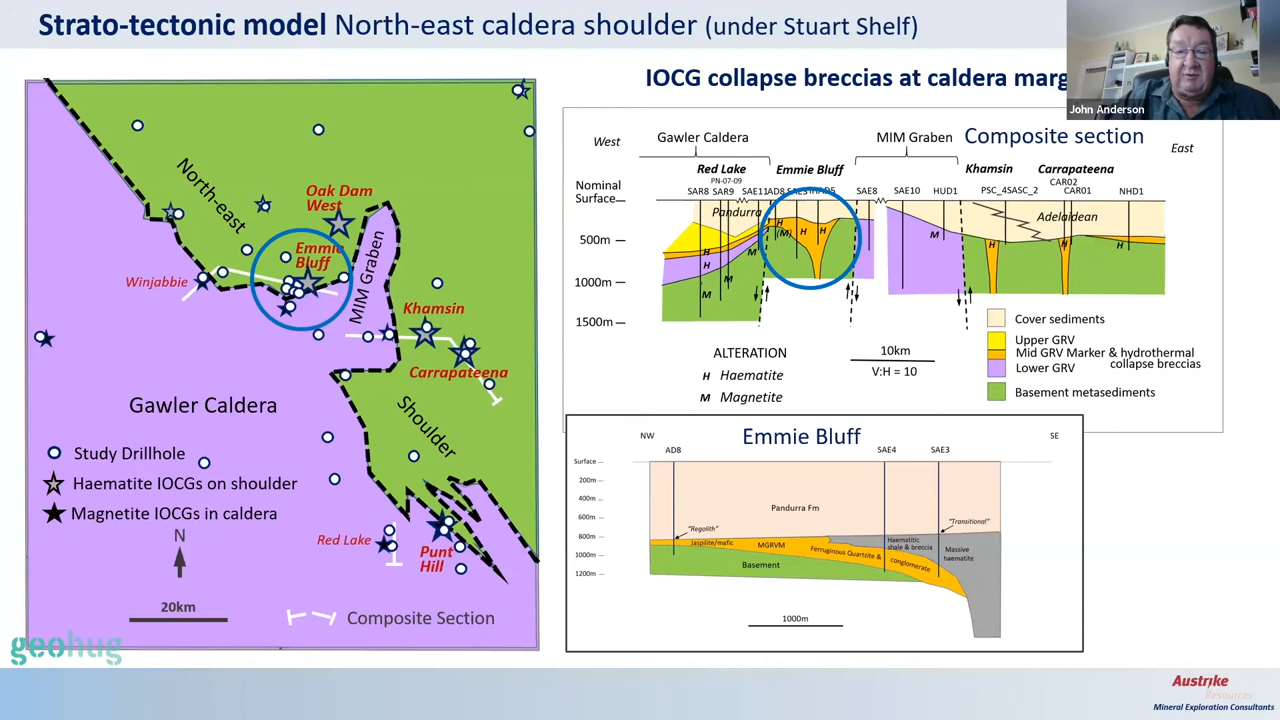 Strato-tectonic model North-east caldera shoulder (under Stuart Shelf)
John Anderson
IOCG collapse breccias at caldera
North-east
Oak Dam
West
Emmie
Bluff
Winjabbie
MIM Graben
Khamsin
Carrapateena
Gawler Caldera
Shoulder
Study Drillhole
Haematite IOCGs on shoulder
Magnetite IOCGs in caldera
N
Red Lake
Punt
Hill
20km
Composite Section
geohug
Gawler Caldera
MIM Graben
Composite section
West
East
Red Lake
Emmie Bluff
Khamsin
Carrapateena
PN-07-09
CAR02
Nominal
Surface
SAR8 SAR9 SAE11 AD8 SAE8 SAE10 HUD1 PSC_4SASC_2 CAR01 NHD1
Pandurra
Adelaidean
H
(M)
H
H
M
H
H
H
H
H
M
M
M
500m
1000m
1500m
ALTERATION
H Haematite
M Magnetite
10km
V:H = 10
Cover sediments
Upper GRV
Mid GRV Marker & hydrothermal
collapse breccias
Lower GRV
Basement metasediments
NW
Emmie Bluff
SE
AD8
SAE4
SAE3
Surface
200m
400m
600m
800m
1000m
1200m
Pandurra Fm
"Regolith"
"Transitional"
Jaspilite/mafic
MGRVM
Ferruginous Quartzite &
conglomerate
Haematitic
shale & breccia
Massive
haematite
Basement
1000m
Austrike
Resources
Mineral Exploration Consultants